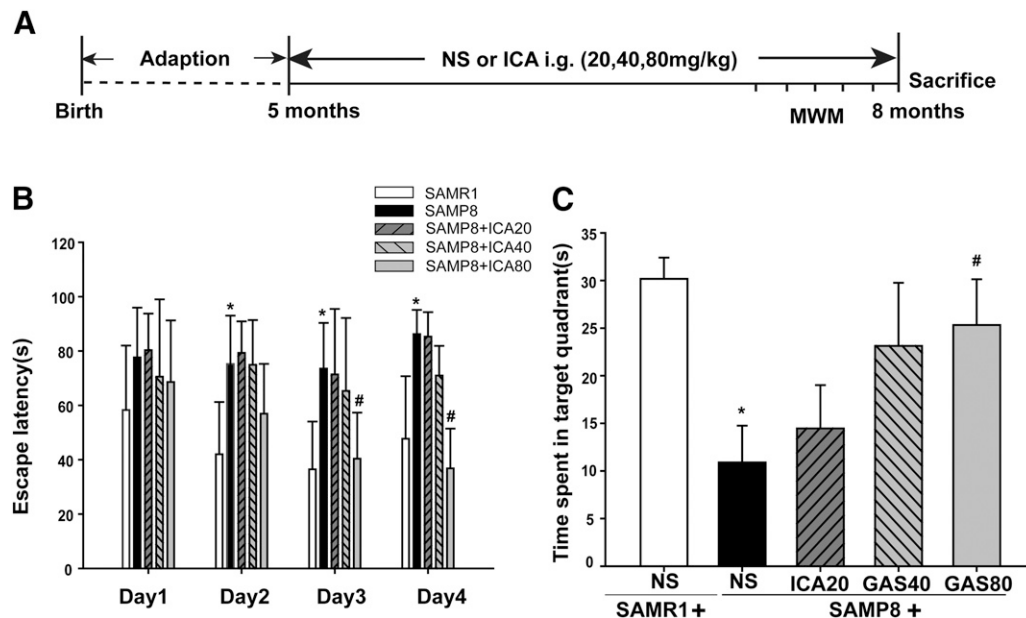 A
Adaption
NS or ICA i.g. (20,40,80mg/kg)
Sacrifice
Birth
5 months
MWM
8 months
B
SAMR1
SAMP8
SAMP8+ICA20
SAMP8+ICA40
SAMP8+ICA80
Escape latency(s)
120
100
80
60
40
20
0
*
*
#
*
#
Day1
Day2
Day3
Day4
C
Time spent in target quadrant(s)
35
30
25
20
15
10
5
0
*
#
NS
NS
ICA20
GAS40
GAS80
SAMR1+
SAMP8 +